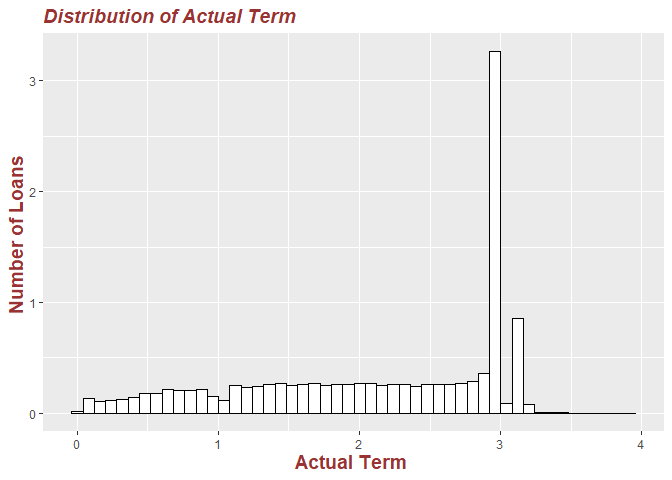 Distribution of Actual Term
Number of Loans
3
2
1
0
0 1 2 3 4
Actual Term